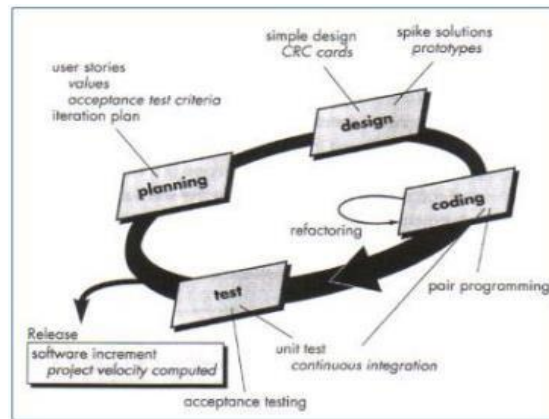 simple design
CRC cards
spike solutions
prototypes
user stories
values
acceptance test criteria
iteration plan
design
planning
coding
refactoring
test
pair programming
Release
software increment
project velocity computed
unit test
continuous integration
acceptance testing